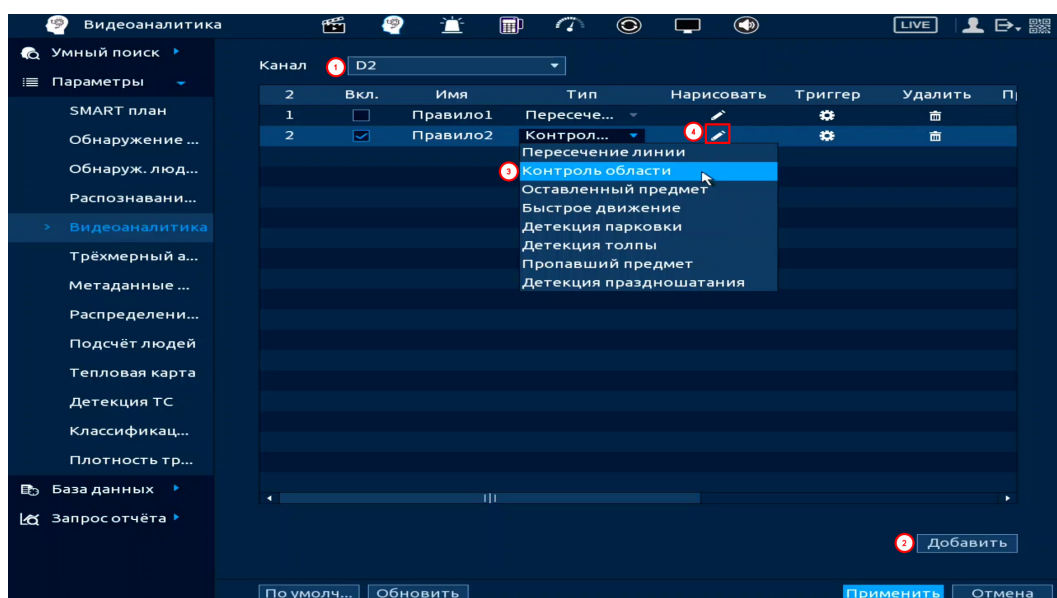 Видеоаналитика LIVE
Умный поиск
Параметры
SMART план
Обнаружение ...
Обнаруж. люд...
Распознавани...
Видеоаналитика
Трёхмерный а...
Метаданные ...
Распределени...
Подсчёт людей
Тепловая карта
Детекция ТС
Классификац...
Плотность тр...
База данных
Запрос отчёта
Канал 1 D2
2 Вкл. Имя Тип Нарисовать Триггер Удалить
1 Правило1 Пересече...
2 Правило2 Контрол... 4
Пересечение линии
3 Контроль области
Оставленный предмет
Быстрое движение
Детекция парковки
Детекция толпы
Пропавший предмет
Детекция праздношатания
2 Добавить
По умолч... Обновить Применить Отмена